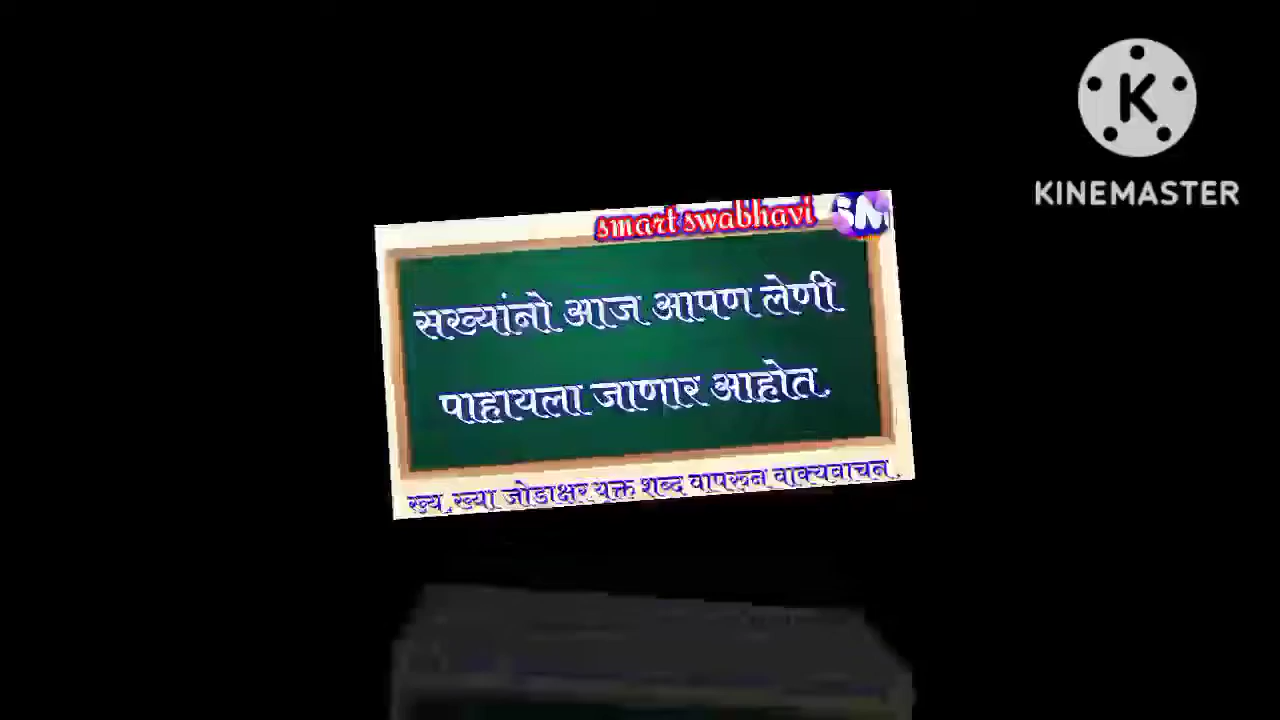 KINEMASTER
smart swabhavi
सख्यांनो आज आपण लेणी
पाहायला जाणार आहोत.
ख्य ,ख्या जोडाक्षर युक्त शब्द वापरून वाक्यवाचन .